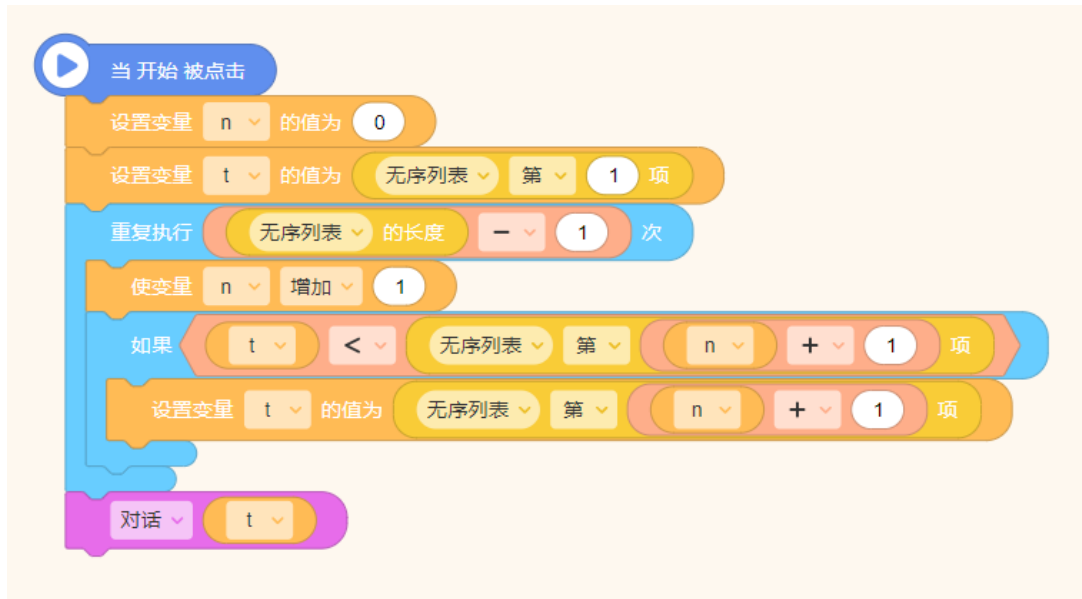 当 开始 被点击
设置变量 n 的值为 0
设置变量 t 的值为 无序列表 第 1 项
重复执行 无序列表 的长度 - 1 次
使变量 n 增加 1
如果 t < 无序列表 第 n + 1 项
设置变量 t 的值为 无序列表 第 n + 1 项
对话 t